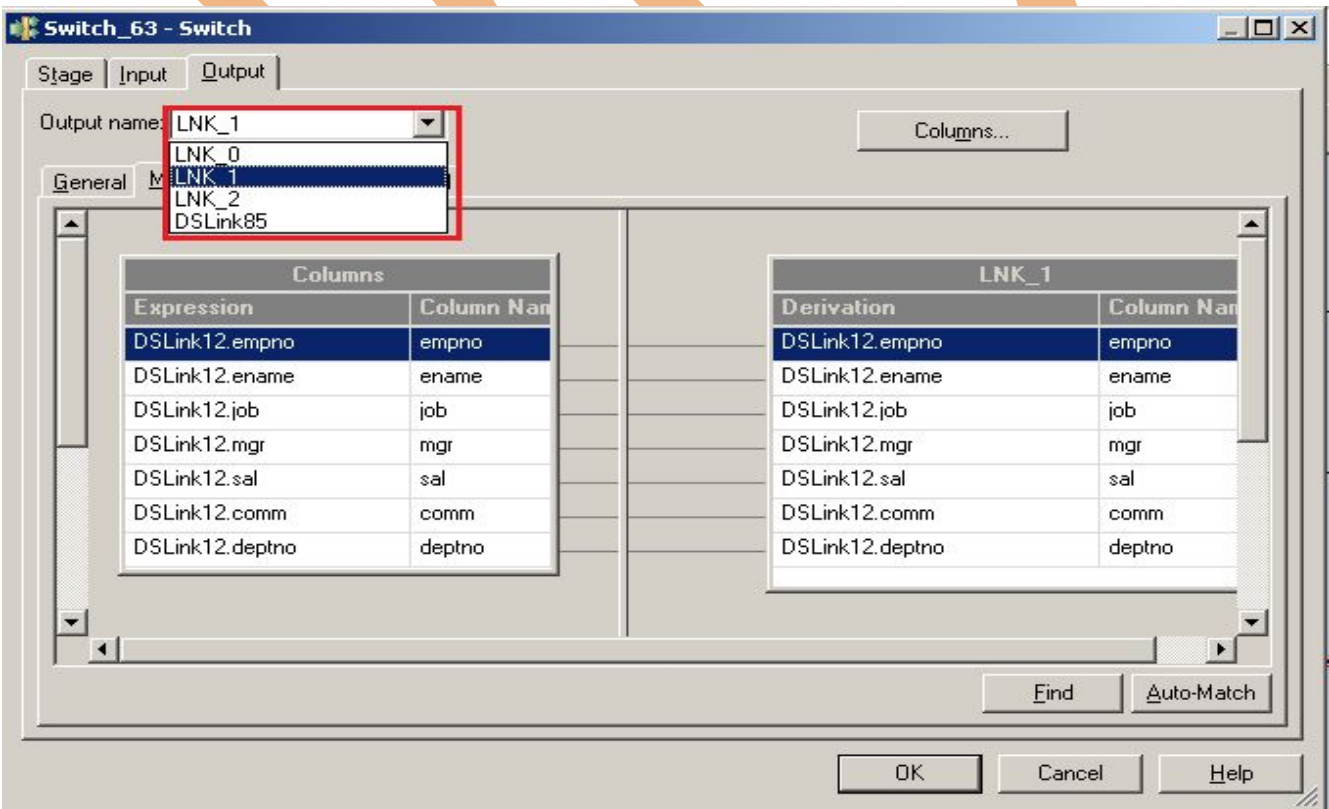 Switch_63 - Switch
Stage Input Output
Output name: LNK_1
Columns...
LNK_0
LNK_1
LNK_2
DSLink85
General
Columns
Expression
DSLink12.empno empno
DSLink12.ename ename
DSLink12.job job
DSLink12.mgr mgr
DSLink12.sal sal
DSLink12.comm comm
DSLink12.deptno deptno
LNK_1
Derivation
DSLink12.empno empno
DSLink12.ename ename
DSLink12.job job
DSLink12.mgr mgr
DSLink12.sal sal
DSLink12.comm comm
DSLink12.deptno deptno
Find Auto-Match
OK Cancel Help